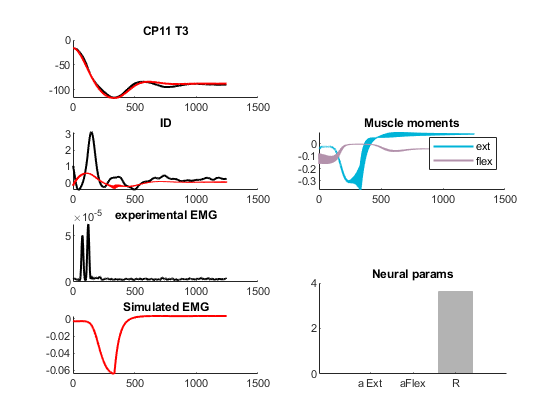 CP11 T3
0
-50
-100
0 500 1000 1500
ID
3
2
1
0
0 500 1000 1500
Muscle moments
ext
flex
0
-0.1
-0.2
-0.3
0 500 1000 1500
×10-5
experimental EMG
5
0
0 500 1000 1500
Simulated EMG
0
-0.02
-0.04
-0.06
0 500 1000 1500
Neural params
4
2
0
a Ext aFlex R